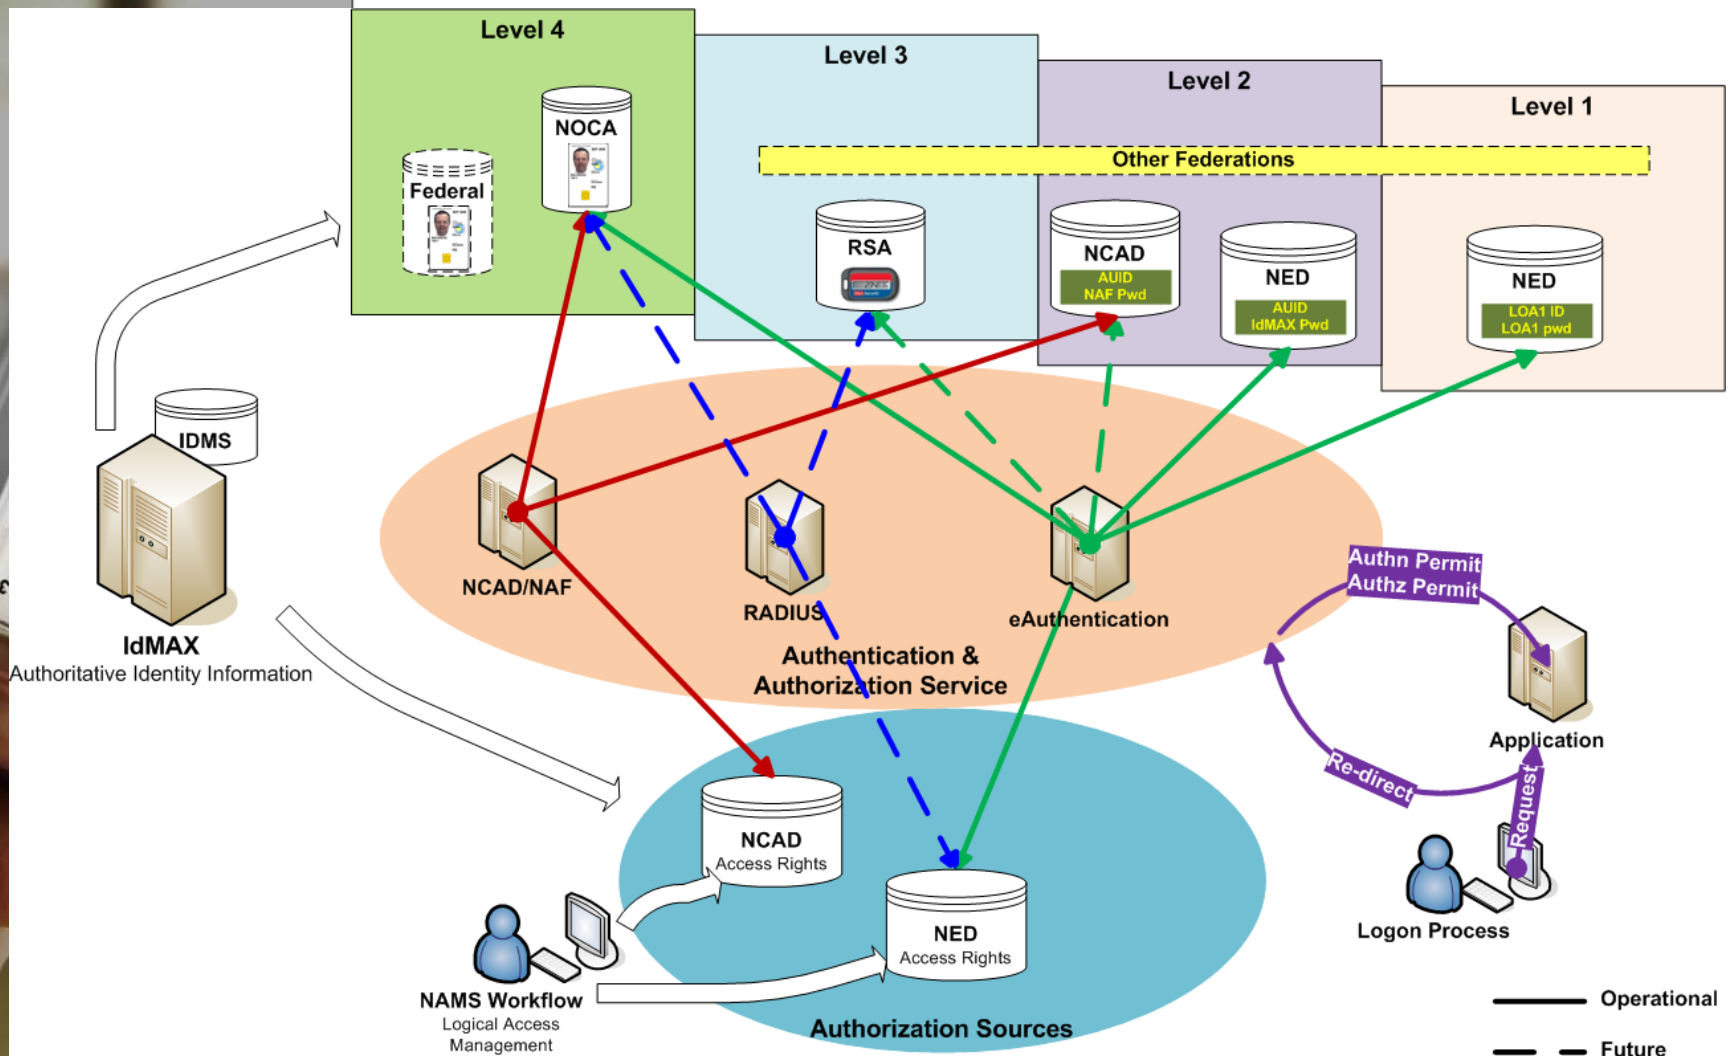 Level 4
Level 3
Level 2
Level 1
NOCA
Federal
Other Federations
RSA
NCAD
AUID
NAF Pwd
NED
AUID
IdMAX Pwd
NED
LOA1 ID
LOA1 pwd
IDMS
IdMAX
Authoritative Identity Information
NCAD/NAF
RADIUS
eAuthentication
Authentication &
Authorization Service
Authn Permit
Authz Permit
Application
Re-direct
Request
Logon Process
NCAD
Access Rights
NED
Access Rights
NAMS Workflow
Logical Access
Management
Authorization Sources
Operational
Future